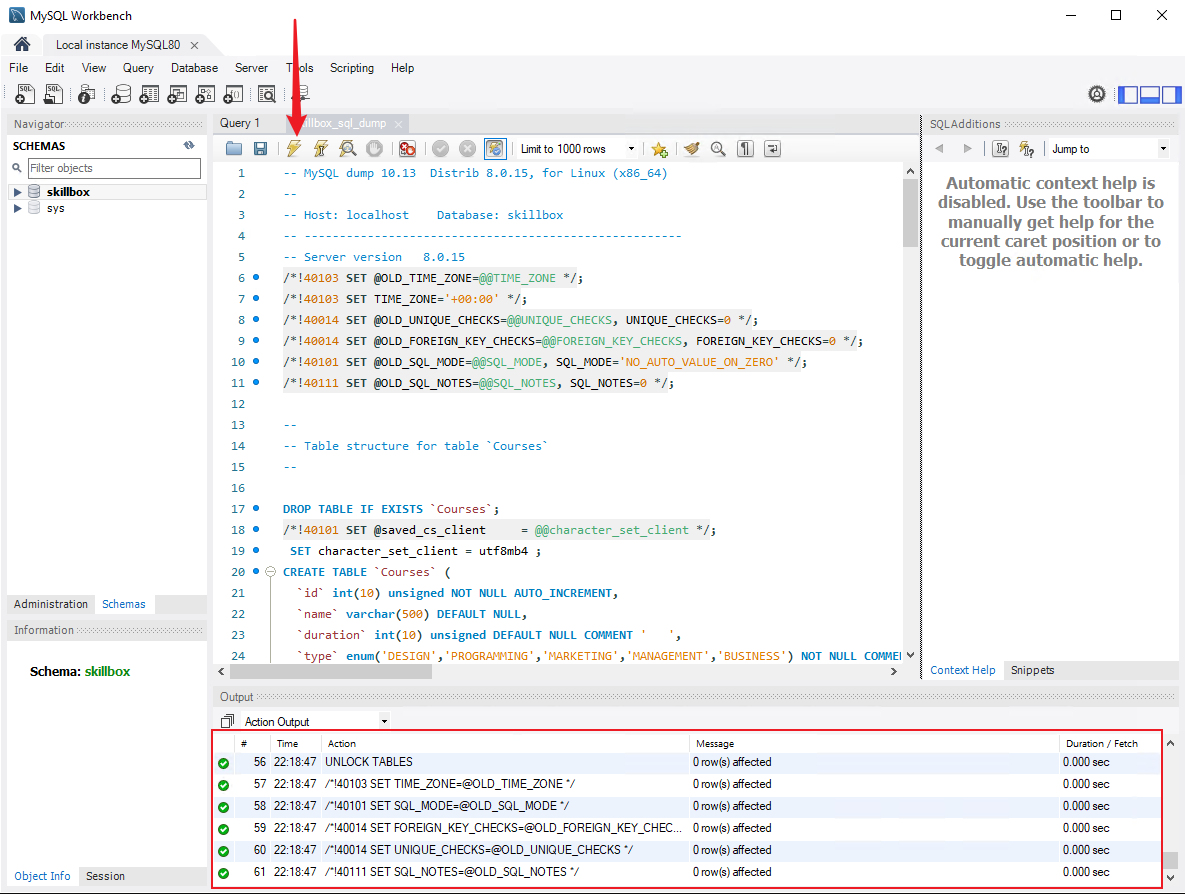 MySQL Workbench
Local instance MySQL80
File Edit View Query Database Server Tools Scripting Help
Navigator
SCHEMAS
Filter objects
skillbox
sys
Administration Schemas
Information
Schema: skillbox
Object Info Session
Query 1 skillbox_sql_dump
Limit to 1000 rows
1 -- MySQL dump 10.13  Distrib 8.0.15, for Linux (x86_64)
2 --
3 -- Host: localhost    Database: skillbox
4 -- ------------------------------------------------------
5 -- Server version   8.0.15
6 /*!40103 SET @OLD_TIME_ZONE=@@TIME_ZONE */;
7 /*!40103 SET TIME_ZONE='+00:00' */;
8 /*!40014 SET @OLD_UNIQUE_CHECKS=@@UNIQUE_CHECKS, UNIQUE_CHECKS=0 */;
9 /*!40014 SET @OLD_FOREIGN_KEY_CHECKS=@@FOREIGN_KEY_CHECKS, FOREIGN_KEY_CHECKS=0 */;
10 /*!40101 SET @OLD_SQL_MODE=@@SQL_MODE, SQL_MODE='NO_AUTO_VALUE_ON_ZERO' */;
11 /*!40111 SET @OLD_SQL_NOTES=@@SQL_NOTES, SQL_NOTES=0 */;
12
13 --
14 -- Table structure for table `Courses`
15 --
16
17 DROP TABLE IF EXISTS `Courses`;
18 /*!40101 SET @saved_cs_client     = @@character_set_client */;
19 SET character_set_client = utf8mb4 ;
20 CREATE TABLE `Courses` (
21 `id` int(10) unsigned NOT NULL AUTO_INCREMENT,
22 `name` varchar(500) DEFAULT NULL,
23 `duration` int(10) unsigned DEFAULT NULL COMMENT '   ',
24 `type` enum('DESIGN','PROGRAMMING','MARKETING','MANAGEMENT','BUSINESS') NOT NULL COMME
SQLAdditions
Jump to
Automatic context help is
disabled. Use the toolbar to
manually get help for the
current caret position or to
toggle automatic help.
Context Help Snippets
Output
Action Output
# Time Action Message Duration / Fetch
56 22:18:47 UNLOCK TABLES 0 row(s) affected 0.000 sec
57 22:18:47 /*!40103 SET TIME_ZONE=@OLD_TIME_ZONE */ 0 row(s) affected 0.000 sec
58 22:18:47 /*!40101 SET SQL_MODE=@OLD_SQL_MODE */ 0 row(s) affected 0.000 sec
59 22:18:47 /*!40014 SET FOREIGN_KEY_CHECKS=@OLD_FOREIGN_KEY_CHEC... 0 row(s) affected 0.000 sec
60 22:18:47 /*!40014 SET UNIQUE_CHECKS=@OLD_UNIQUE_CHECKS */ 0 row(s) affected 0.000 sec
61 22:18:47 /*!40111 SET SQL_NOTES=@OLD_SQL_NOTES */ 0 row(s) affected 0.000 sec